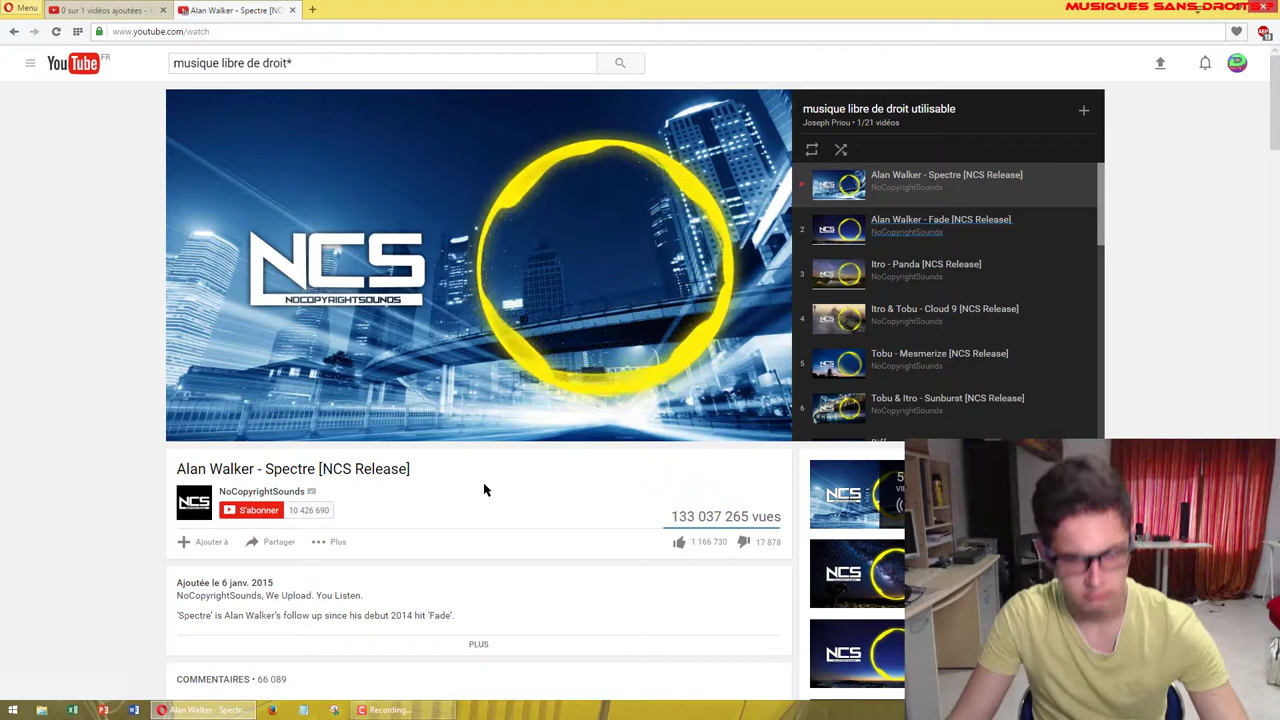 Menu
0 sur 1 vidéos ajoutées - Y
Alan Walker - Spectre [NC
MUSIQUES SANS DROITS?
www.youtube.com/watch
YouTube FR
musique libre de droit*
NCS
NOCOPYRIGHTSOUNDS
musique libre de droit utilisable
Joseph Priou • 1/21 vidéos
Alan Walker - Spectre [NCS Release]
NoCopyrightSounds
2
Alan Walker - Fade [NCS Release]
NoCopyrightSounds
3
Itro - Panda [NCS Release]
NoCopyrightSounds
4
Itro & Tobu - Cloud 9 [NCS Release]
NoCopyrightSounds
5
Tobu - Mesmerize [NCS Release]
NoCopyrightSounds
6
Tobu & Itro - Sunburst [NCS Release]
NoCopyrightSounds
Alan Walker - Spectre [NCS Release]
NCS
NoCopyrightSounds
S'abonner 10 426 690
133 037 265 vues
Ajouter à Partager Plus
1 166 730 17 878
Ajoutée le 6 janv. 2015
NoCopyrightSounds, We Upload. You Listen.
'Spectre' is Alan Walker's follow up since his debut 2014 hit 'Fade'.
PLUS
COMMENTAIRES • 66 089
NCS
NCS
NCS
Alan Walker - Spectr...
Recording...